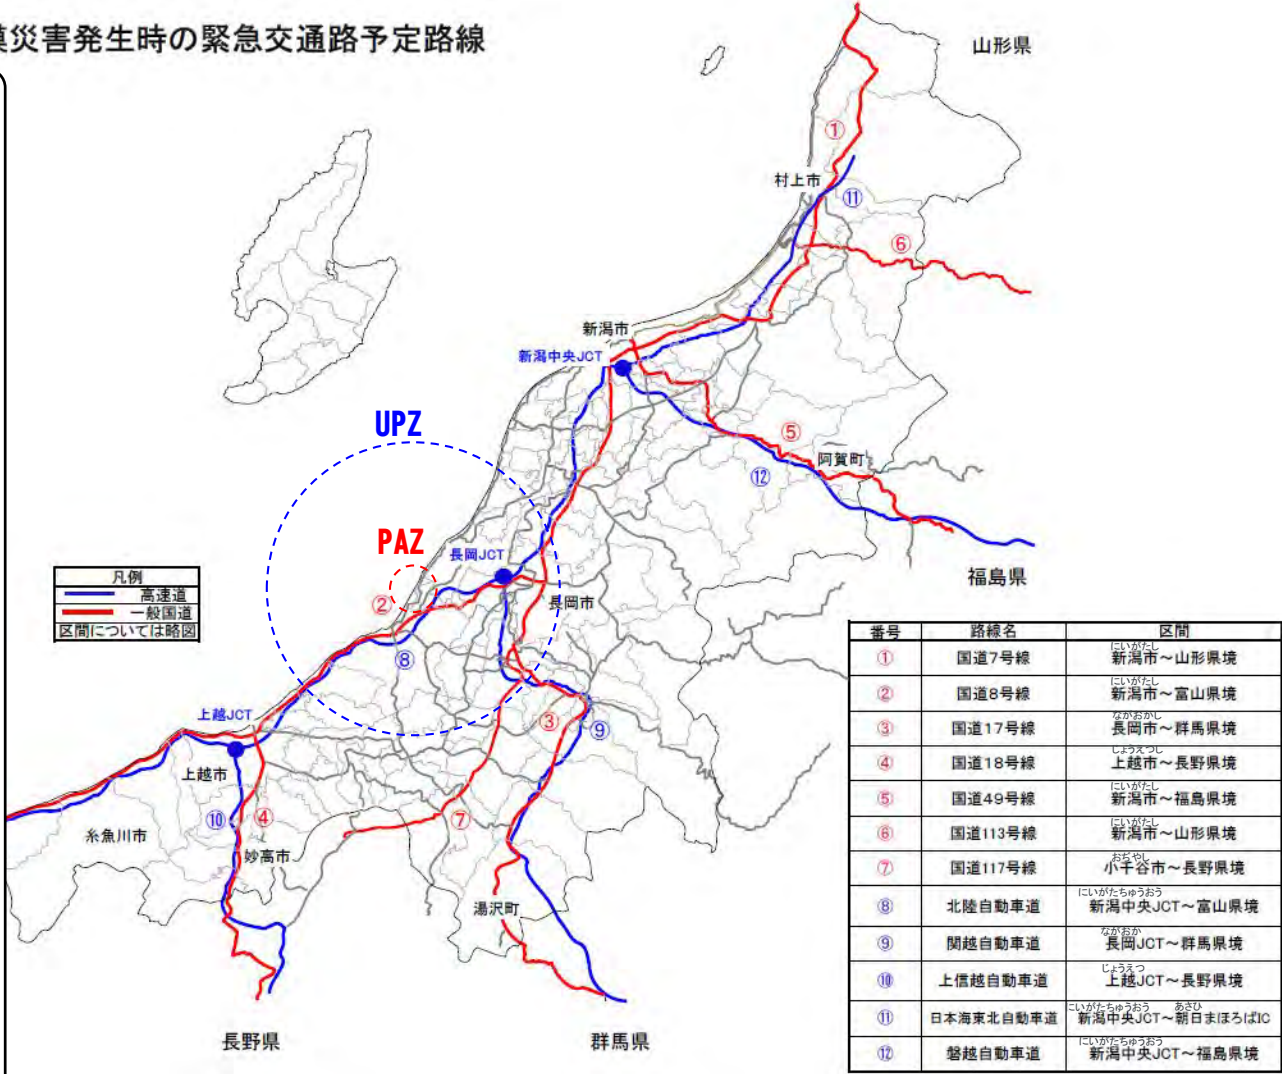 災害発生時の緊急交通路予定路線
山形県
①
村上市
⑪
⑥
新潟市
新潟中央JCT
UPZ
⑤
阿賀町
⑫
PAZ
長岡JCT
福島県
凡例
高速道
一般国道
区間については略図
②
長岡市
⑧
③
⑨
上越JCT
上越市
⑩
④
⑦
糸魚川市
妙高市
湯沢町
長野県
群馬県
番号 路線名 区間
にいがたし
① 国道7号線 新潟市～山形県境
にいがたし
② 国道8号線 新潟市～富山県境
ながおかし
③ 国道17号線 長岡市～群馬県境
じょうえつし
④ 国道18号線 上越市～長野県境
にいがたし
⑤ 国道49号線 新潟市～福島県境
にいがたし
⑥ 国道113号線 新潟市～山形県境
おぢやし
⑦ 国道117号線 小千谷市～長野県境
にいがたちゅうおう
⑧ 北陸自動車道 新潟中央JCT～富山県境
ながおか
⑨ 関越自動車道 長岡JCT～群馬県境
じょうえつ
⑩ 上信越自動車道 上越JCT～長野県境
にいがたちゅうおう あさひ
⑪ 日本海東北自動車道 新潟中央JCT～朝日まほろばIC
にいがたちゅうおう
⑫ 磐越自動車道 新潟中央JCT～福島県境